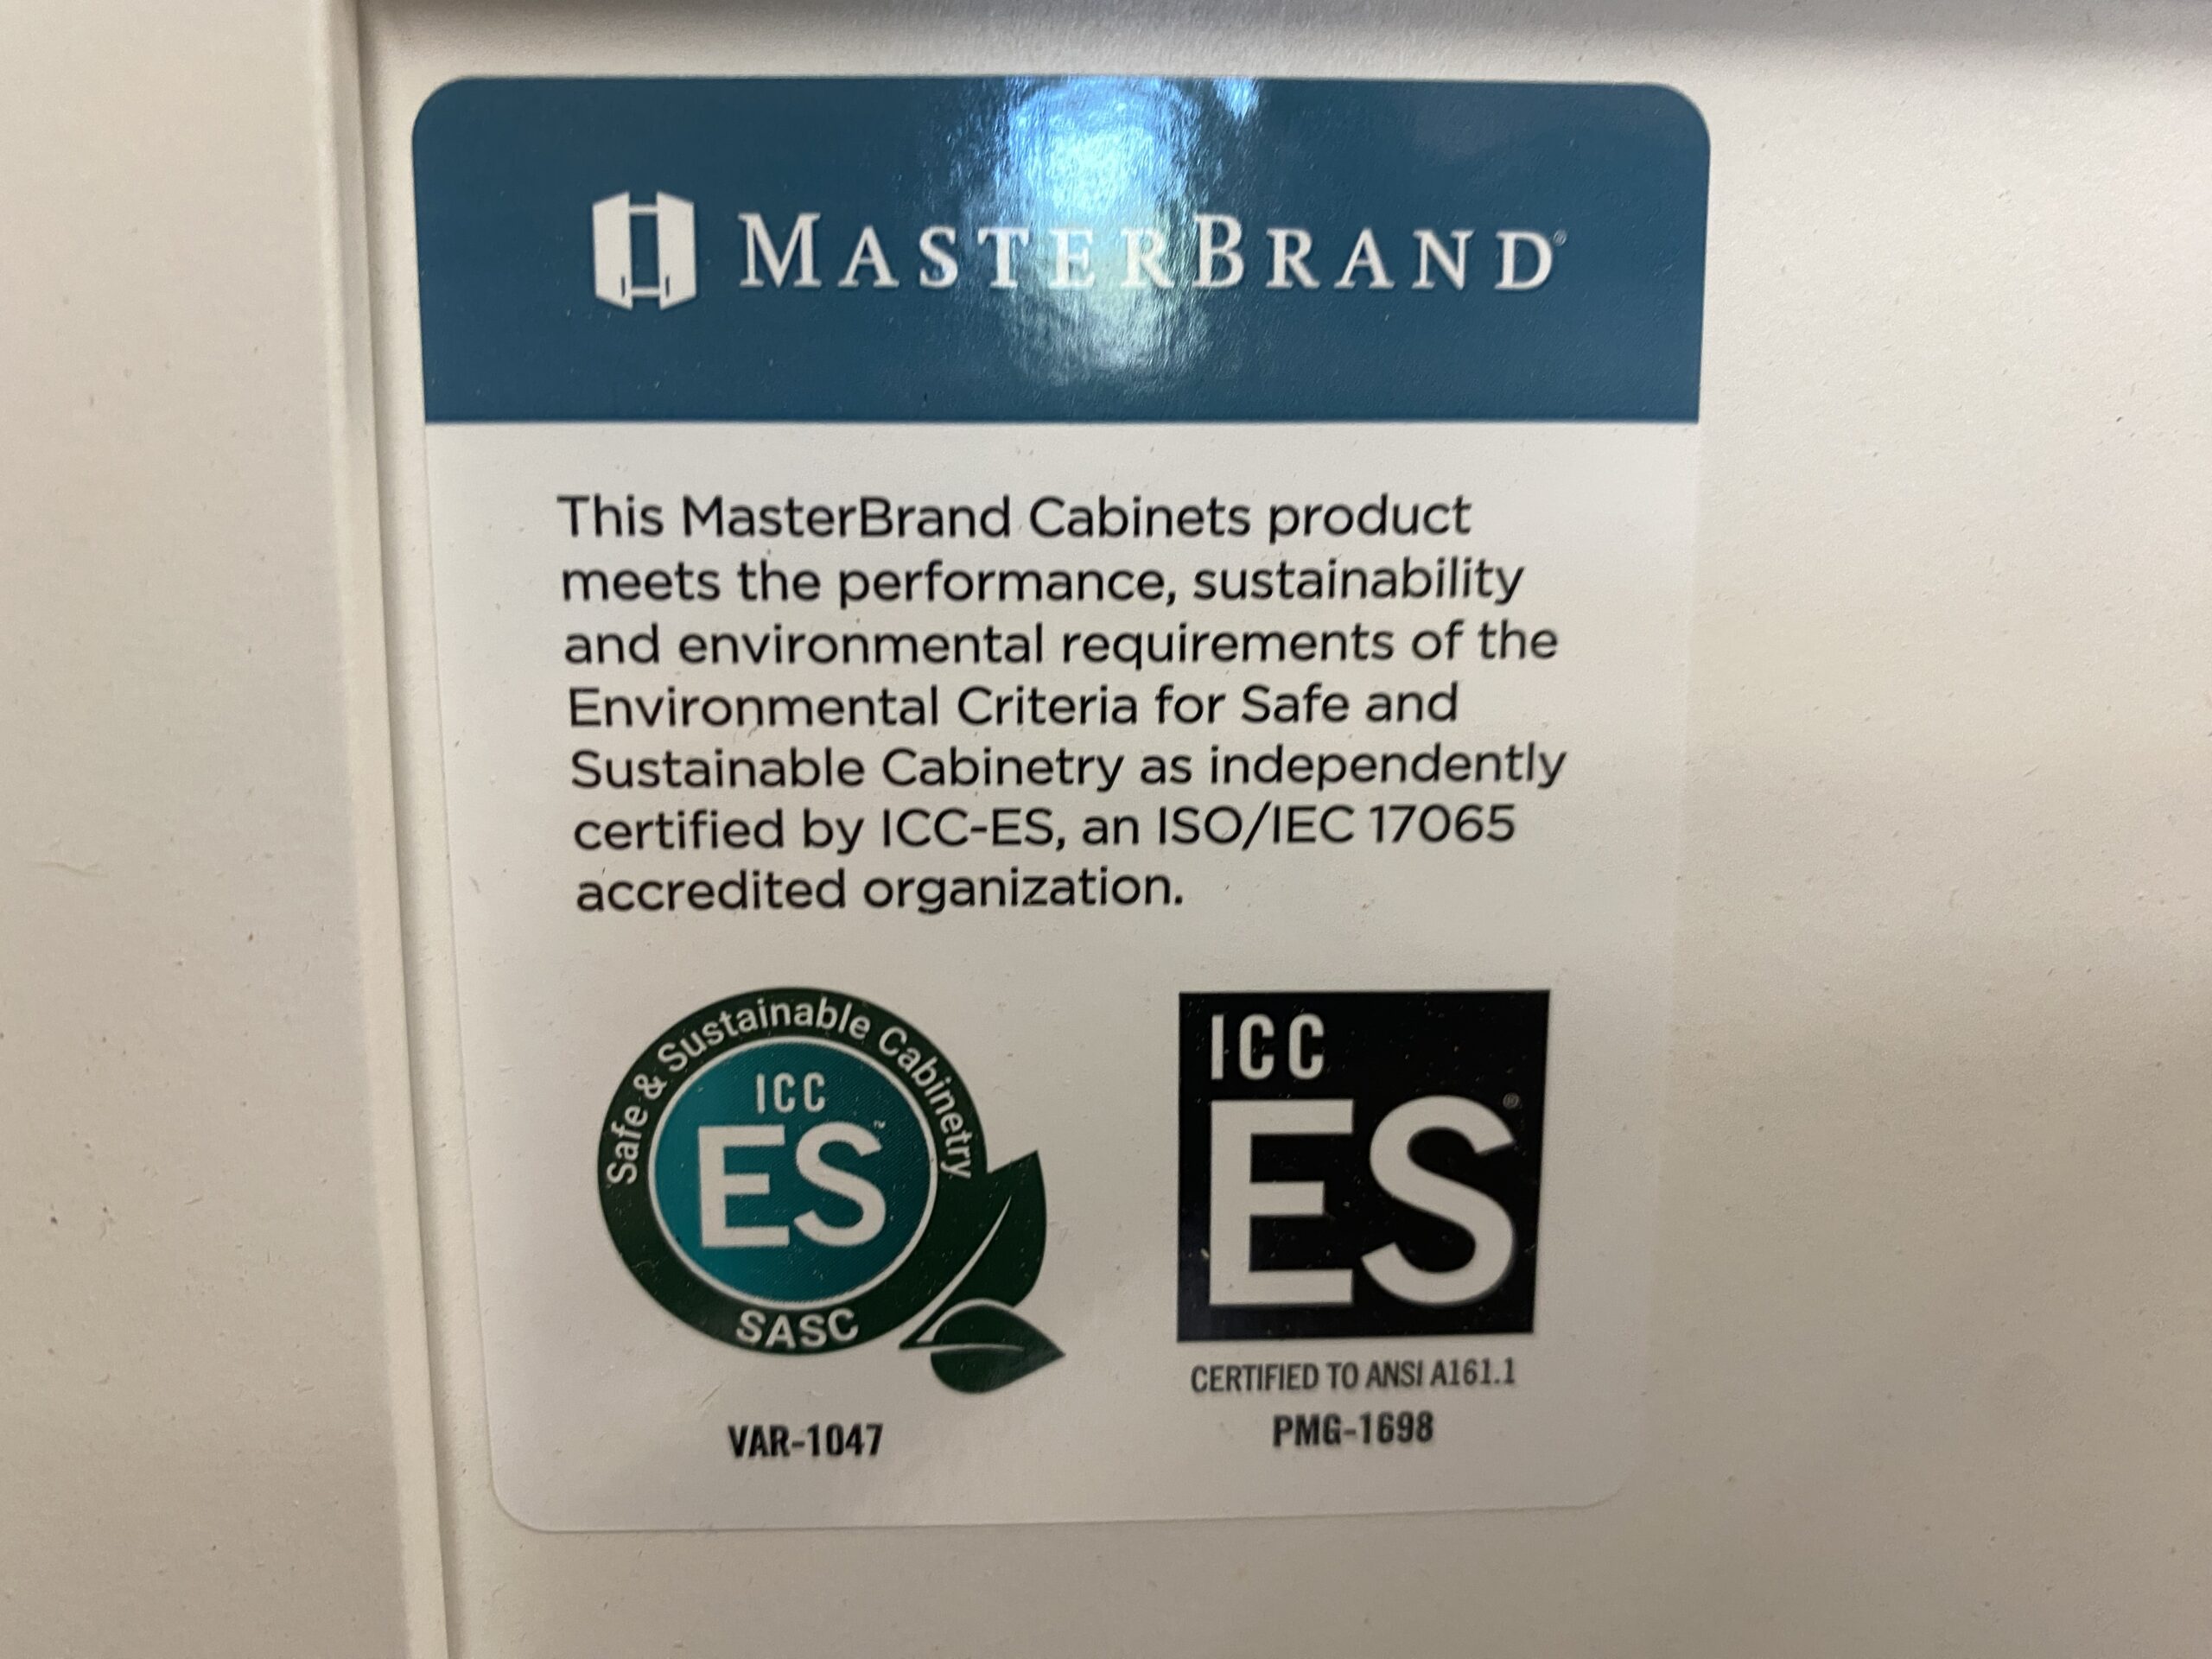 MASTERBRAND®
This MasterBrand Cabinets product
meets the performance, sustainability
and environmental requirements of the
Environmental Criteria for Safe and
Sustainable Cabinetry as independently
certified by ICC-ES, an ISO/IEC 17065
accredited organization.
Safe & Sustainable Cabinetry
ICC
ES
SASC
VAR-1047
ICC
ES®
CERTIFIED TO ANSI A161.1
PMG-1698